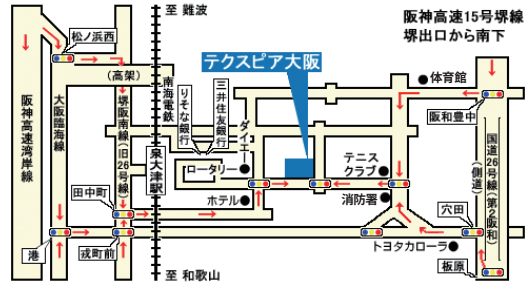 至 難波
阪神高速15号堺線
堺出口から南下
松ノ浜西
テクスピア大阪
(高架)
体育館
阪神高速湾岸線
大阪臨海線
堺阪南線(旧26号線)
南海電鉄
りそな銀行
三井住友銀行
ダイエー
阪和豊中
国道26号線(第2阪和)
(側道)
泉大津駅
ロータリー
テニス
クラブ
田中町
ホテル
消防署
穴田
港
戎町前
トヨタカローラ
板原
至 和歌山